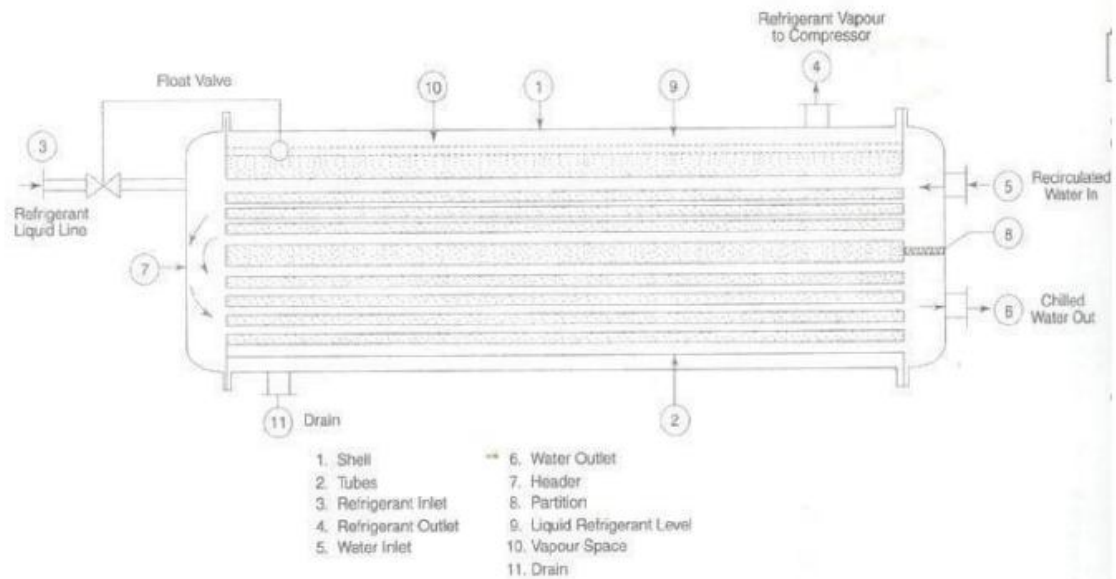 Refrigerant Vapour
to Compressor
4
Float Valve
10
1
9
3
Refrigerant
Liquid Line
5
Recirculated
Water In
8
7
6
Chilled
Water Out
11
Drain
2
1. Shell
2. Tubes
3. Refrigerant Inlet
4. Refrigerant Outlet
5. Water Inlet
6. Water Outlet
7. Header
8. Partition
9. Liquid Refrigerant Level
10. Vapour Space
11. Drain